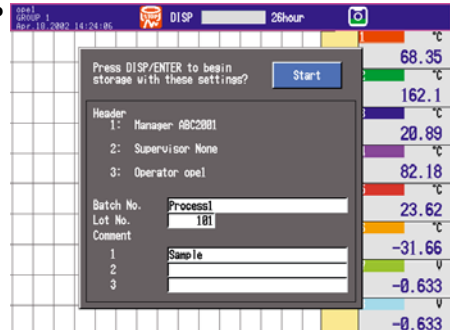 opel
GROUP 1
Apr.18.2002 14:24:06
DISP 26hour
Press DISP/ENTER to begin
storage with these settings?
Start
Header
1: Manager ABC2001
2: Supervisor None
3: Operator opel
Batch No. Process1
Lot No. 101
Comment
1 Sample
2
3
°C
68.35
°C
162.1
°C
20.89
°C
82.18
°C
23.62
°C
-31.66
V
-0.633
V
-0.633